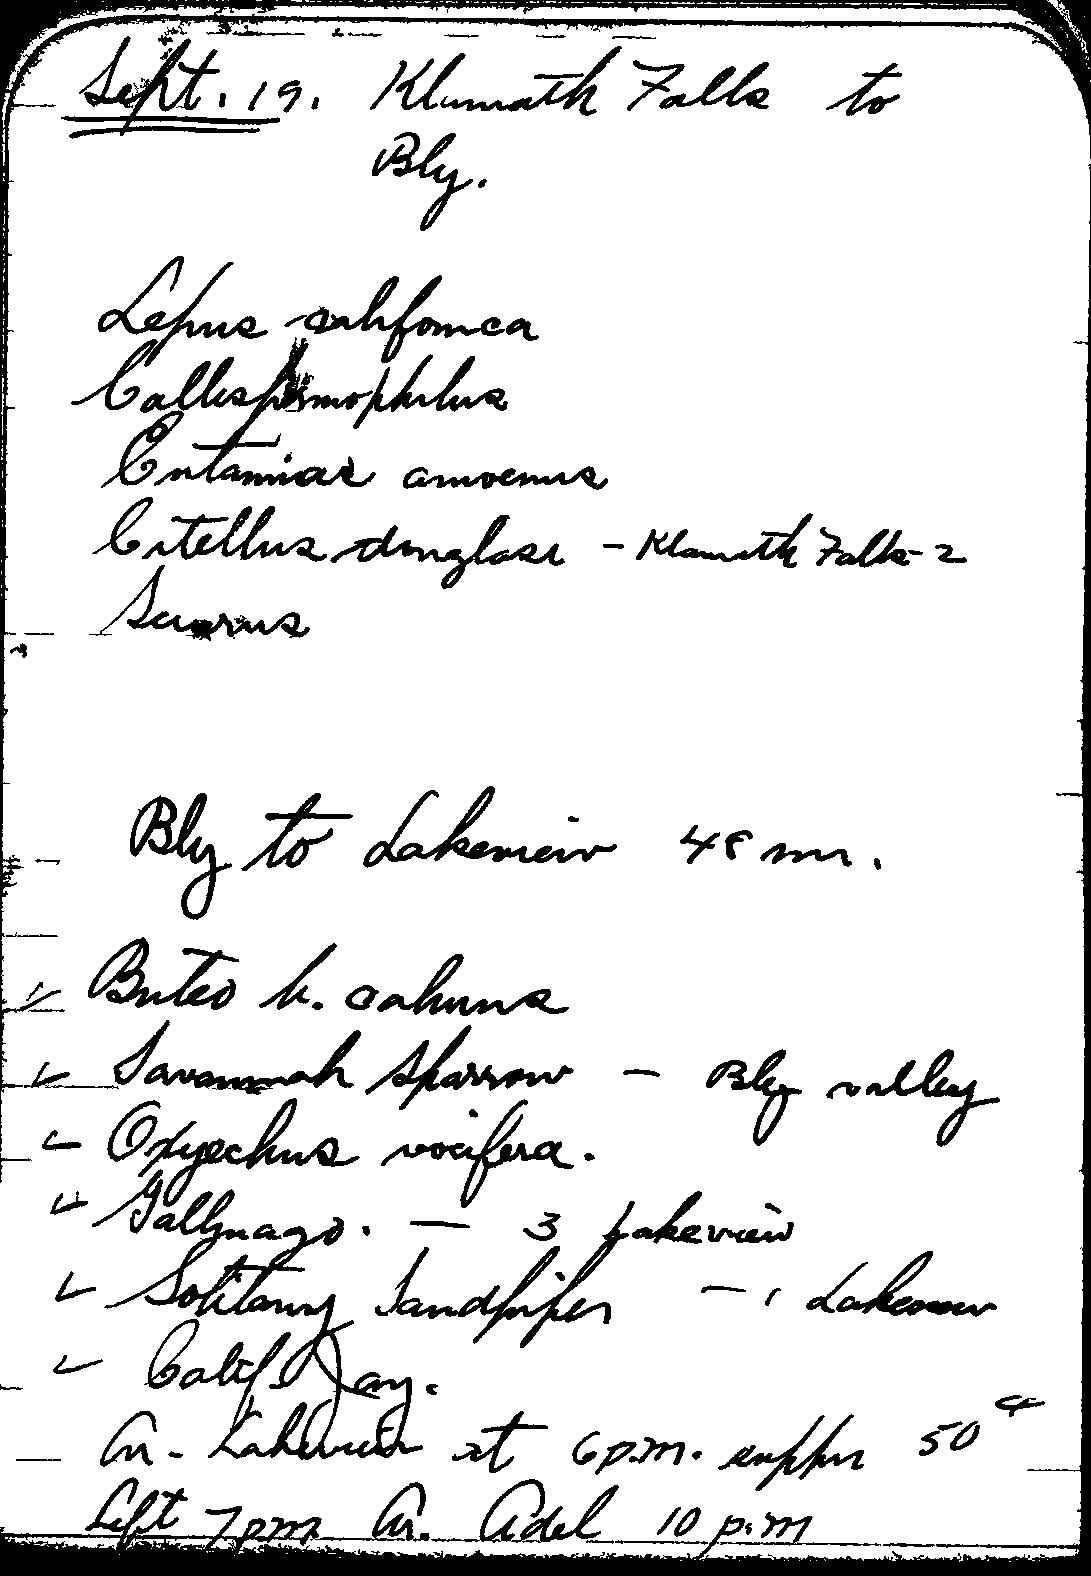 Sept. 19. Klamath Falls to
Bly.
Lepus californica
Callospermophilus
Eutamias amoenus
Citellus douglasi - Klamath Falls - 2
Sciurus
Bly to Lakeview 48 mi.
Buteo b. calurus
Savannah Sparrow - Bly valley
Oxyechus vocifera.
Gallinago. - 3 Lakeview
Solitary Sandpiper - 1 Lakeview
Calif Jay.
Ar. Lakeview at 6 p.m. supper 50¢
Left 7 pm Ar. Adel 10 p.m